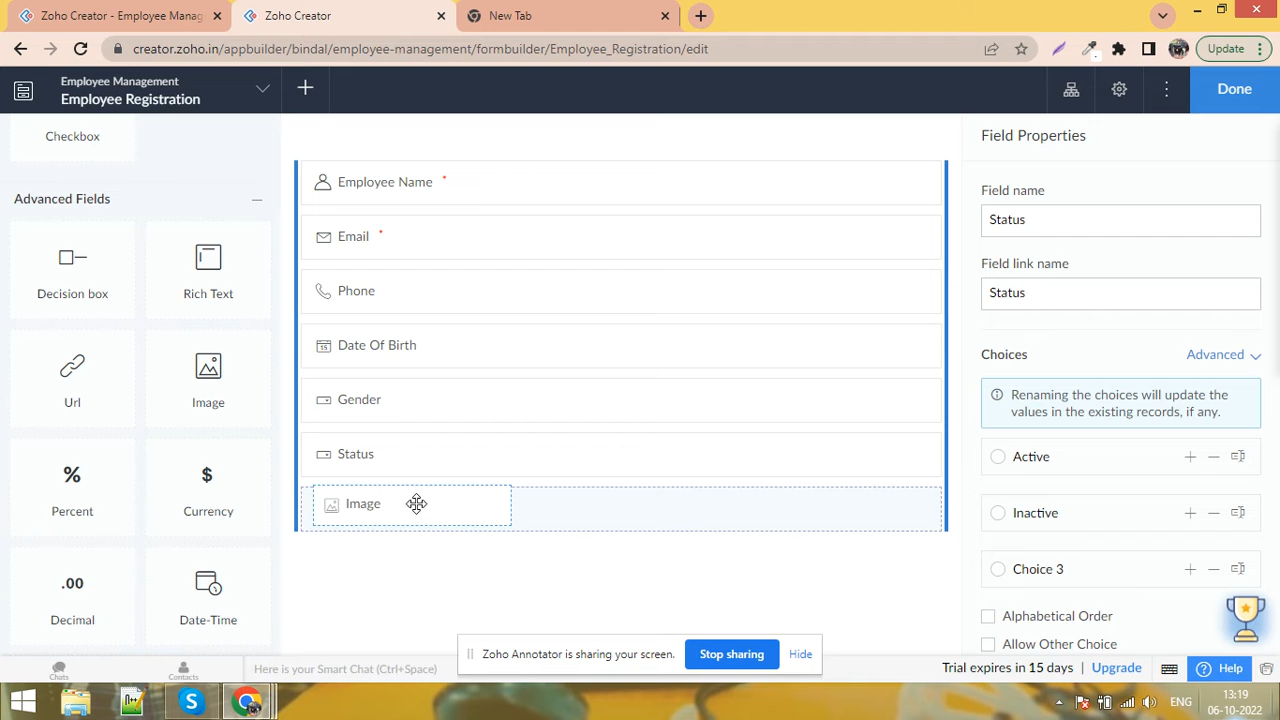 Zoho Creator - Employee Manag
Zoho Creator
New Tab
creator.zoho.in/appbuilder/bindal/employee-management/formbuilder/Employee_Registration/edit
Update
Employee Management
Employee Registration
Done
Checkbox
Advanced Fields
Decision box
Rich Text
Url
Image
%
Percent
$
Currency
.00
Decimal
Date-Time
Employee Name *
Email *
Phone
Date Of Birth
Gender
Status
Image
Field Properties
Field name
Status
Field link name
Status
Choices
Advanced
Renaming the choices will update the
values in the existing records, if any.
Active
Inactive
Choice 3
Alphabetical Order
Allow Other Choice
Zoho Annotator is sharing your screen.
Stop sharing
Hide
Chats
Contacts
Here is your Smart Chat (Ctrl+Space)
Trial expires in 15 days
Upgrade
Help
ENG
13:19
06-10-2022